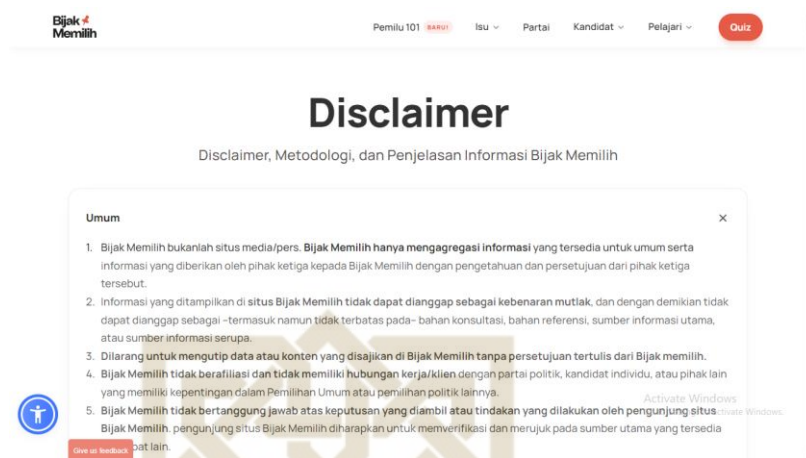 Bijak
Memilih
Pemilu 101 BARU!
Isu
Partai
Kandidat
Pelajari
Quiz
Disclaimer
Disclaimer, Metodologi, dan Penjelasan Informasi Bijak Memilih
Umum
1. Bijak Memilih bukanlah situs media/pers. Bijak Memilih hanya mengagregasi informasi yang tersedia untuk umum serta
informasi yang diberikan oleh pihak ketiga kepada Bijak Memilih dengan pengetahuan dan persetujuan dari pihak ketiga
tersebut.
2. Informasi yang ditampilkan di situs Bijak Memilih tidak dapat dianggap sebagai kebenaran mutlak, dan dengan demikian tidak
dapat dianggap sebagai –termasuk namun tidak terbatas pada– bahan konsultasi, bahan referensi, sumber informasi utama,
atau sumber informasi serupa.
3. Dilarang untuk mengutip data atau konten yang disajikan di Bijak Memilih tanpa persetujuan tertulis dari Bijak memilih.
4. Bijak Memilih tidak berafiliasi dan tidak memiliki hubungan kerja/klien dengan partai politik, kandidat individu, atau pihak lain
yang memiliki kepentingan dalam Pemilihan Umum atau pemilihan politik lainnya.
5. Bijak Memilih tidak bertanggung jawab atas keputusan yang diambil atau tindakan yang dilakukan oleh pengunjung situs
Bijak Memilih. pengunjung situs Bijak Memilih diharapkan untuk memverifikasi dan merujuk pada sumber utama yang tersedia
lain.
Activate Windows
Give us feedback